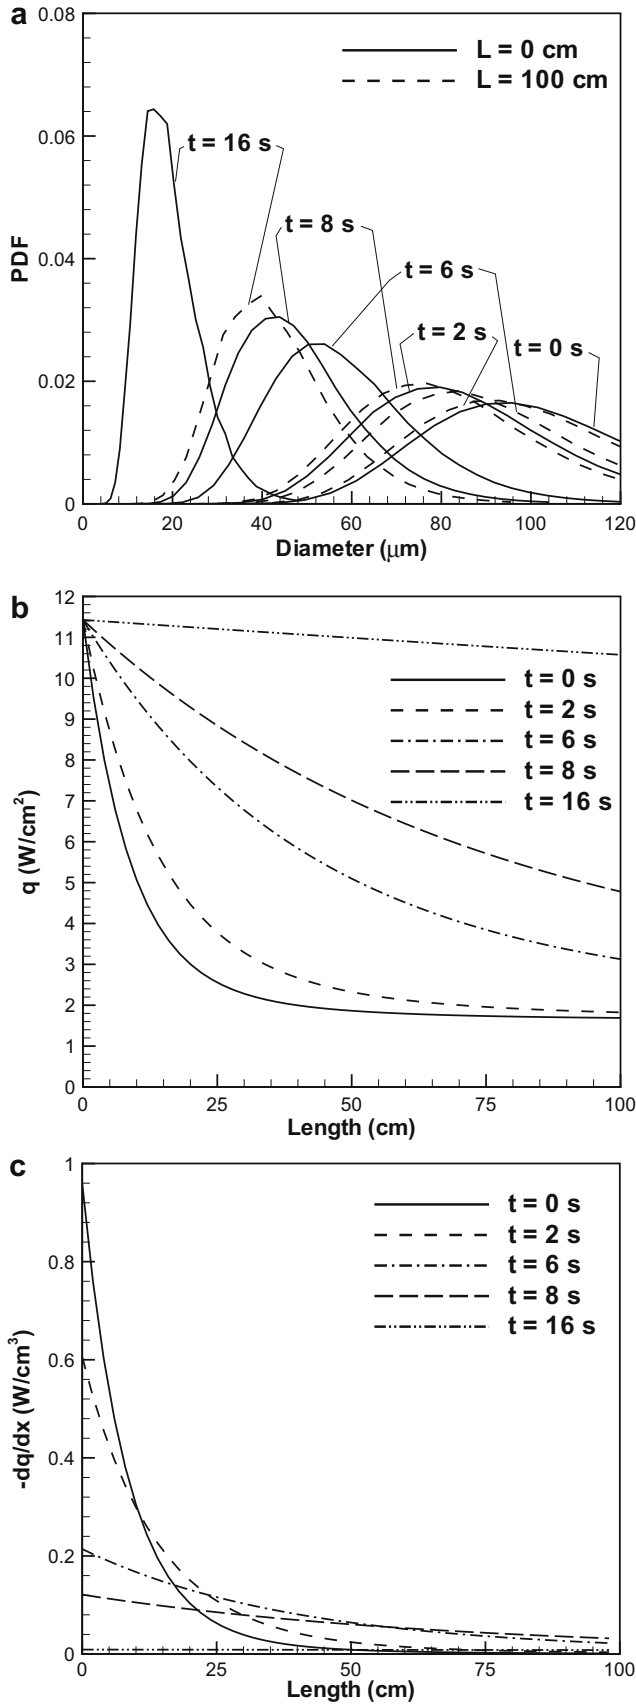 a
0.08
0.06
0.04
0.02
0
PDF
L = 0 cm
L = 100 cm
t = 16 s
t = 8 s
t = 6 s
t = 2 s
t = 0 s
0 20 40 60 80 100 120
Diameter (μm)
b
12
11
10
9
8
7
6
5
4
3
2
1
0
q (W/cm²)
t = 0 s
t = 2 s
t = 6 s
t = 8 s
t = 16 s
0 25 50 75 100
Length (cm)
c
1
0.8
0.6
0.4
0.2
0
-dq/dx (W/cm³)
t = 0 s
t = 2 s
t = 6 s
t = 8 s
t = 16 s
0 25 50 75 100
Length (cm)